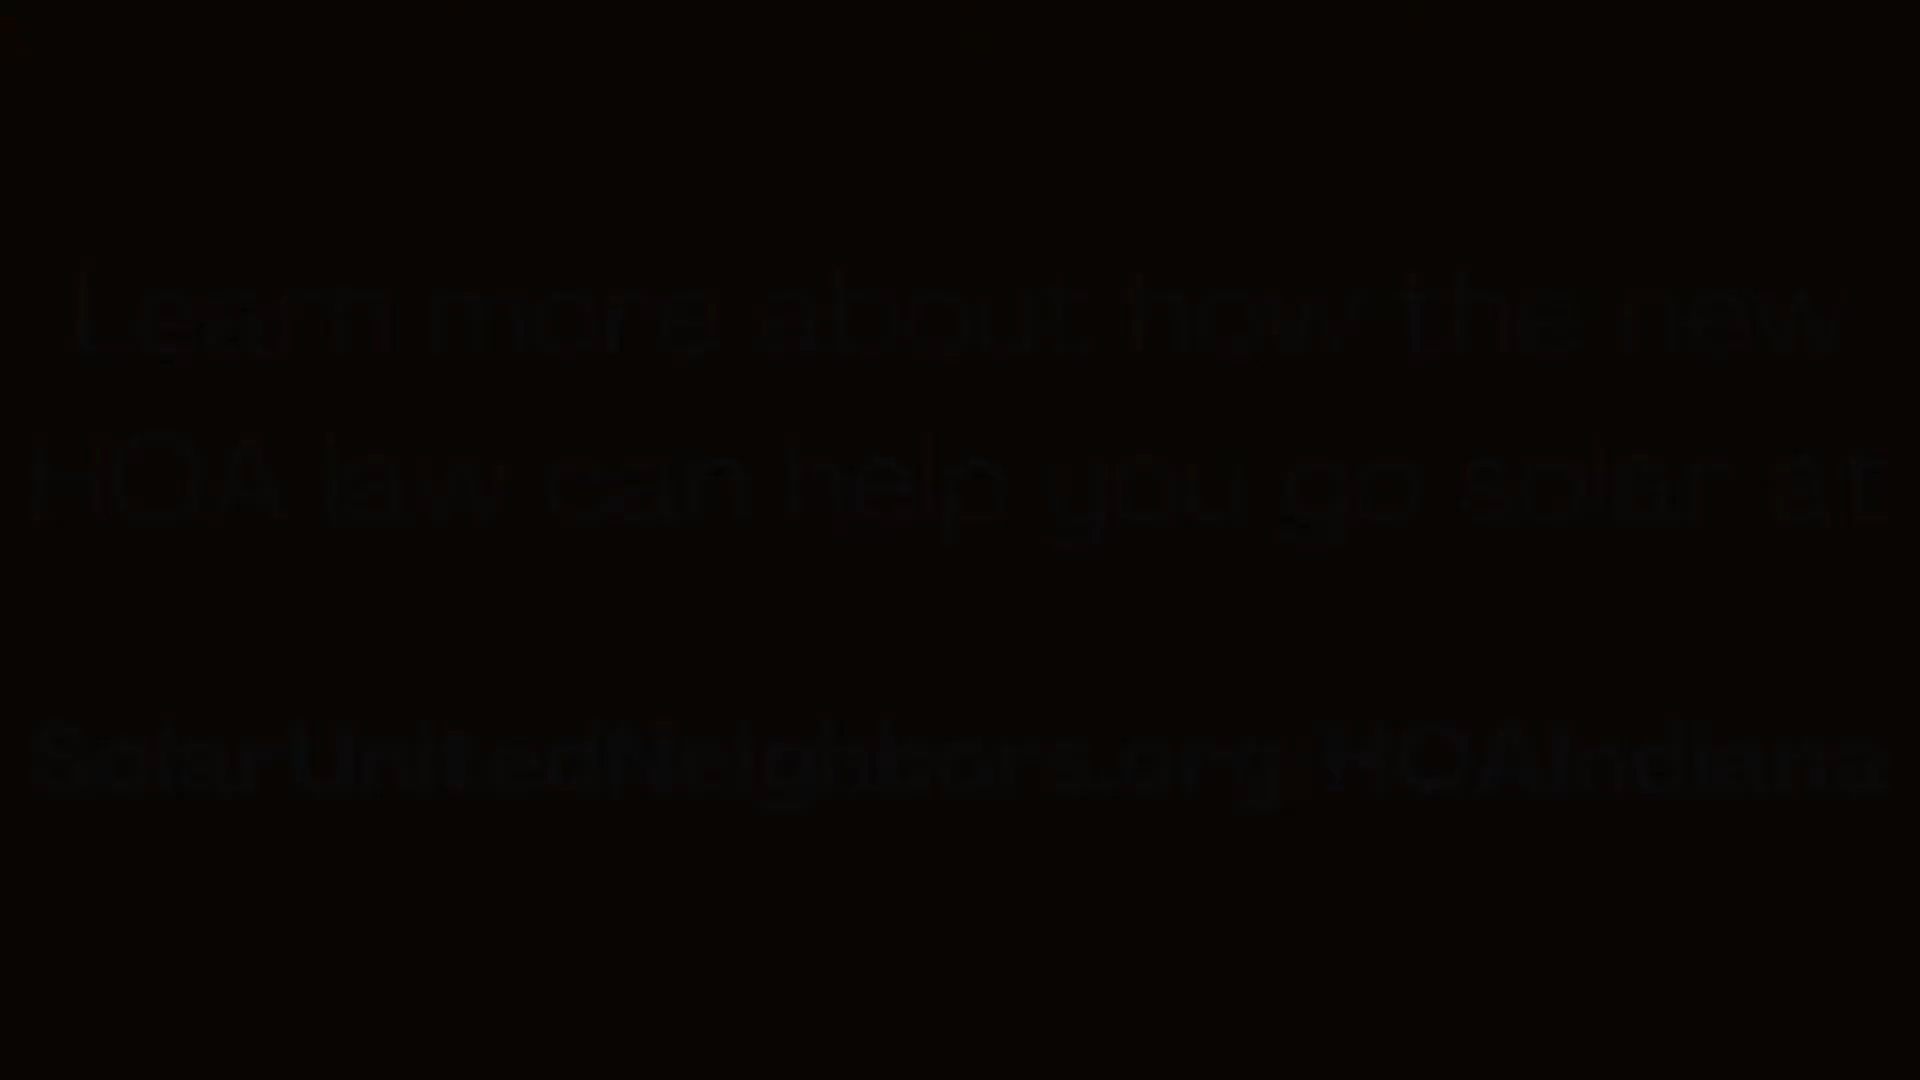 Learn more about how the new
HOA law can help you go solar at
SolarUnitedNeighbors.org/HOAIndiana